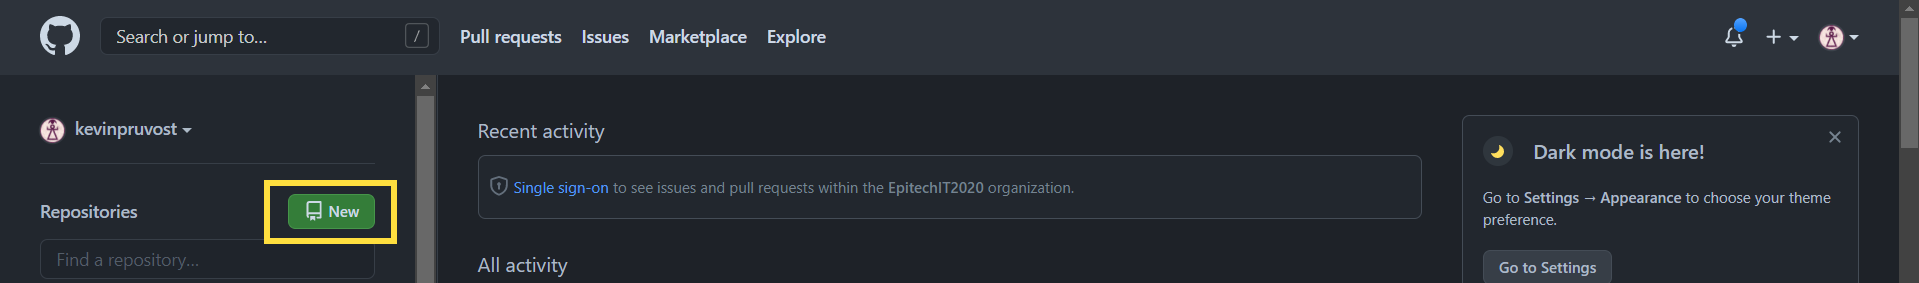 Search or jump to... /
Pull requests Issues Marketplace Explore
kevinpruvost
Repositories
New
Find a repository...
Recent activity
Single sign-on to see issues and pull requests within the EpitechIT2020 organization.
All activity
Dark mode is here!
Go to Settings → Appearance to choose your theme
preference.
Go to Settings